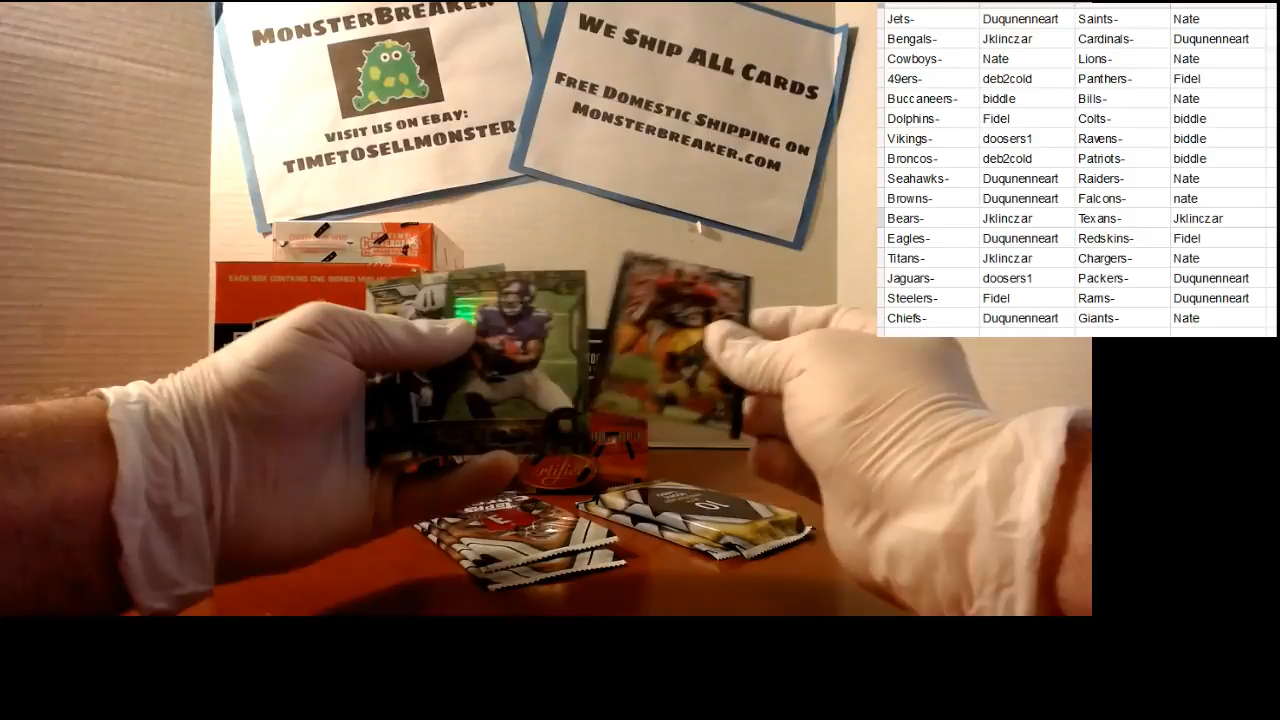 MONSTERBREAKER
VISIT US ON EBAY:
TIMETOSELLMONSTER
WE SHIP ALL CARDS
FREE DOMESTIC SHIPPING ON
MONSTERBREAKER.COM
Jets- Duqunenneart Saints- Nate
Bengals- Jklinczar Cardinals- Duqunenneart
Cowboys- Nate Lions- Nate
49ers- deb2cold Panthers- Fidel
Buccaneers- biddle Bills- Nate
Dolphins- Fidel Colts- biddle
Vikings- doosers1 Ravens- biddle
Broncos- deb2cold Patriots- biddle
Seahawks- Duqunenneart Raiders- Nate
Browns- Duqunenneart Falcons- nate
Bears- Jklinczar Texans- Jklinczar
Eagles- Duqunenneart Redskins- Fidel
Titans- Jklinczar Chargers- Nate
Jaguars- doosers1 Packers- Duqunenneart
Steelers- Fidel Rams- Duqunenneart
Chiefs- Duqunenneart Giants- Nate
EACH BOX CONTAINS ONE SIGNED
Certified
10